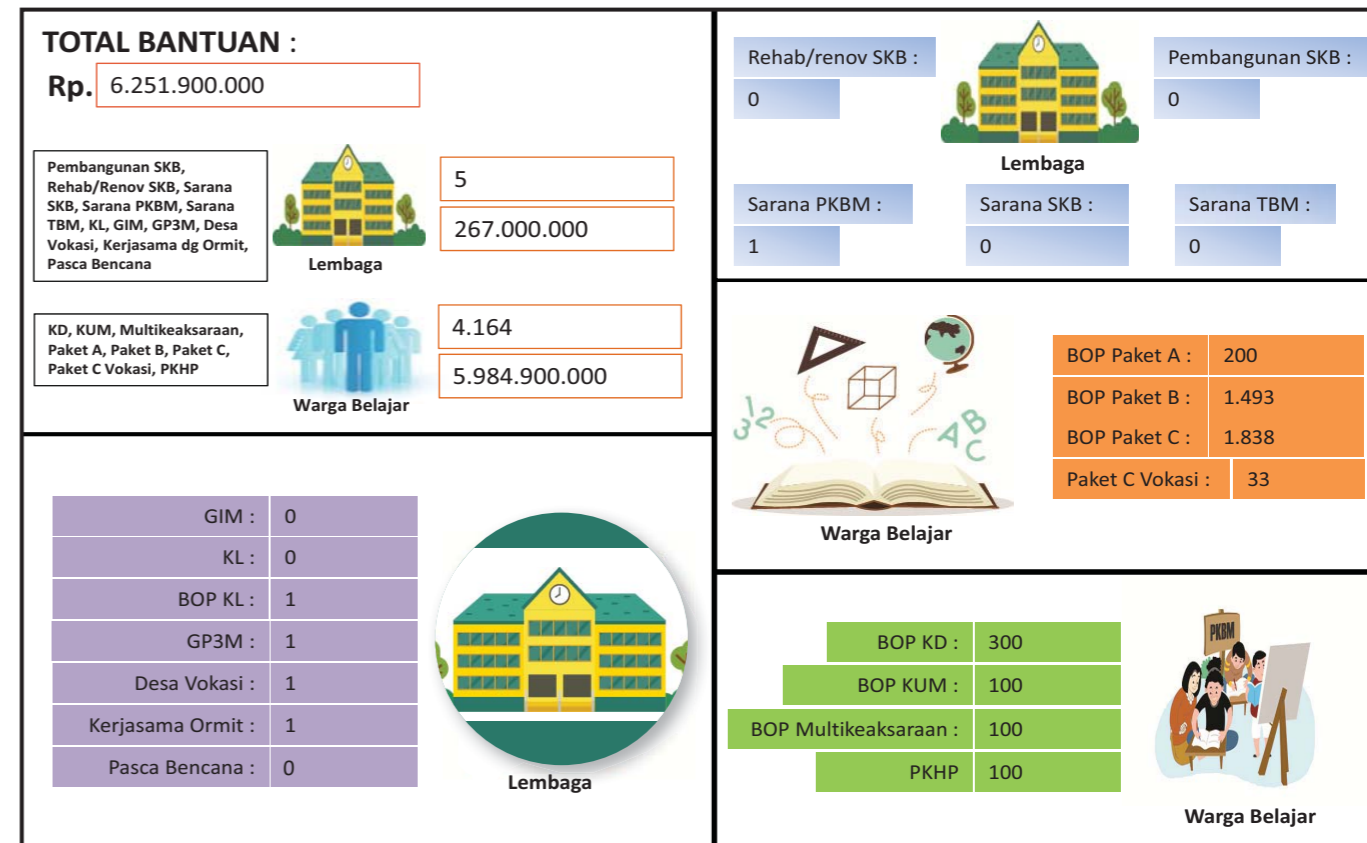 TOTAL BANTUAN :
Rp. 6.251.900.000
Pembangunan SKB,
Rehab/Renov SKB, Sarana
SKB, Sarana PKBM, Sarana
TBM, KL, GIM, GP3M, Desa
Vokasi, Kerjasama dg Ormit,
Pasca Bencana
Lembaga
5
267.000.000
KD, KUM, Multikeaksaraan,
Paket A, Paket B, Paket C,
Paket C Vokasi, PKHP
Warga Belajar
4.164
5.984.900.000
Rehab/renov SKB :
0
Pembangunan SKB :
0
Lembaga
Sarana PKBM :
1
Sarana SKB :
0
Sarana TBM :
0
123
ABC
Warga Belajar
BOP Paket A : 200
BOP Paket B : 1.493
BOP Paket C : 1.838
Paket C Vokasi : 33
GIM : 0
KL : 0
BOP KL : 1
GP3M : 1
Desa Vokasi : 1
Kerjasama Ormit : 1
Pasca Bencana : 0
Lembaga
BOP KD : 300
BOP KUM : 100
BOP Multikeaksaraan : 100
PKHP 100
PKBM
Warga Belajar